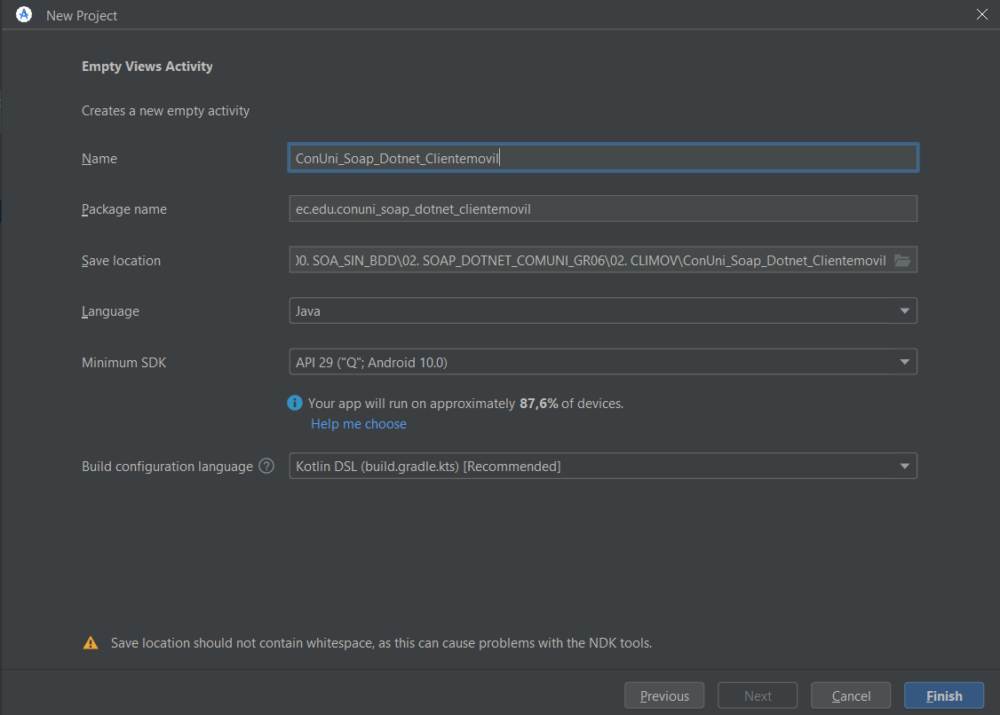 New Project
Empty Views Activity
Creates a new empty activity
Name ConUni_Soap_Dotnet_Clientemovil
Package name ec.edu.conuni_soap_dotnet_clientemovil
Save location 00. SOA_SIN_BDD\02. SOAP_DOTNET_COMUNI_GR06\02. CLIMOV\ConUni_Soap_Dotnet_Clientemovil
Language Java
Minimum SDK API 29 ("Q"; Android 10.0)
Your app will run on approximately 87,6% of devices.
Help me choose
Build configuration language ? Kotlin DSL (build.gradle.kts) [Recommended]
Save location should not contain whitespace, as this can cause problems with the NDK tools.
Previous Next Cancel Finish